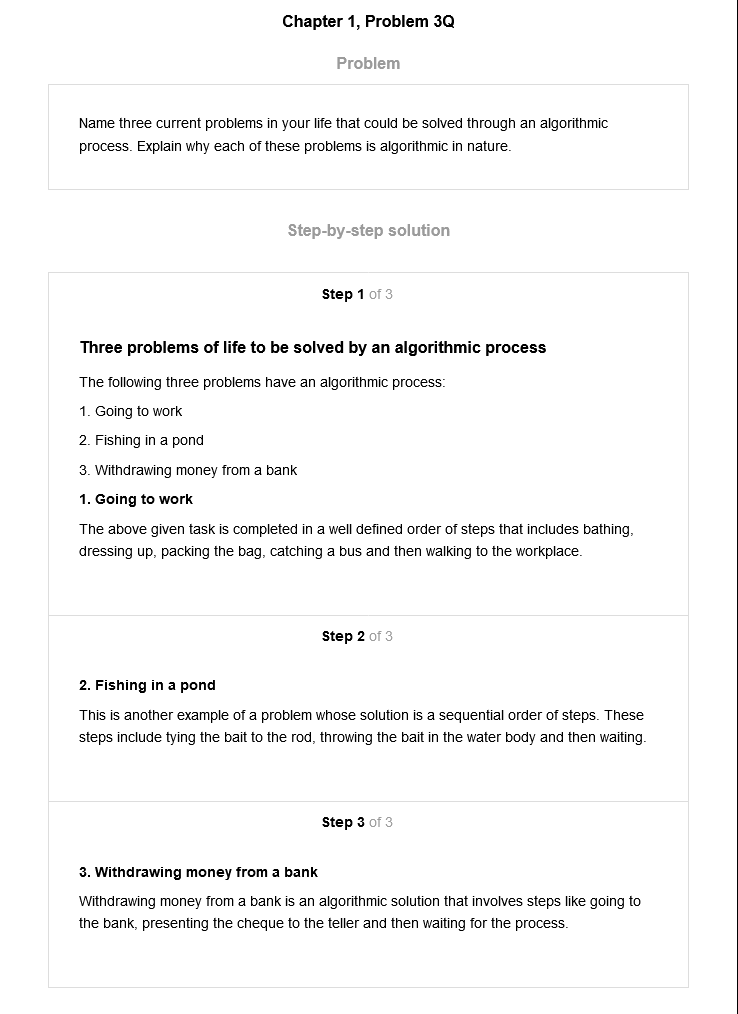 Chapter 1, Problem 3Q
Problem
Name three current problems in your life that could be solved through an algorithmic
process. Explain why each of these problems is algorithmic in nature.
Step-by-step solution
Step 1 of 3
Three problems of life to be solved by an algorithmic process
The following three problems have an algorithmic process:
1. Going to work
2. Fishing in a pond
3. Withdrawing money from a bank
1. Going to work
The above given task is completed in a well defined order of steps that includes bathing,
dressing up, packing the bag, catching a bus and then walking to the workplace.
Step 2 of 3
2. Fishing in a pond
This is another example of a problem whose solution is a sequential order of steps. These
steps include tying the bait to the rod, throwing the bait in the water body and then waiting.
Step 3 of 3
3. Withdrawing money from a bank
Withdrawing money from a bank is an algorithmic solution that involves steps like going to
the bank, presenting the cheque to the teller and then waiting for the process.